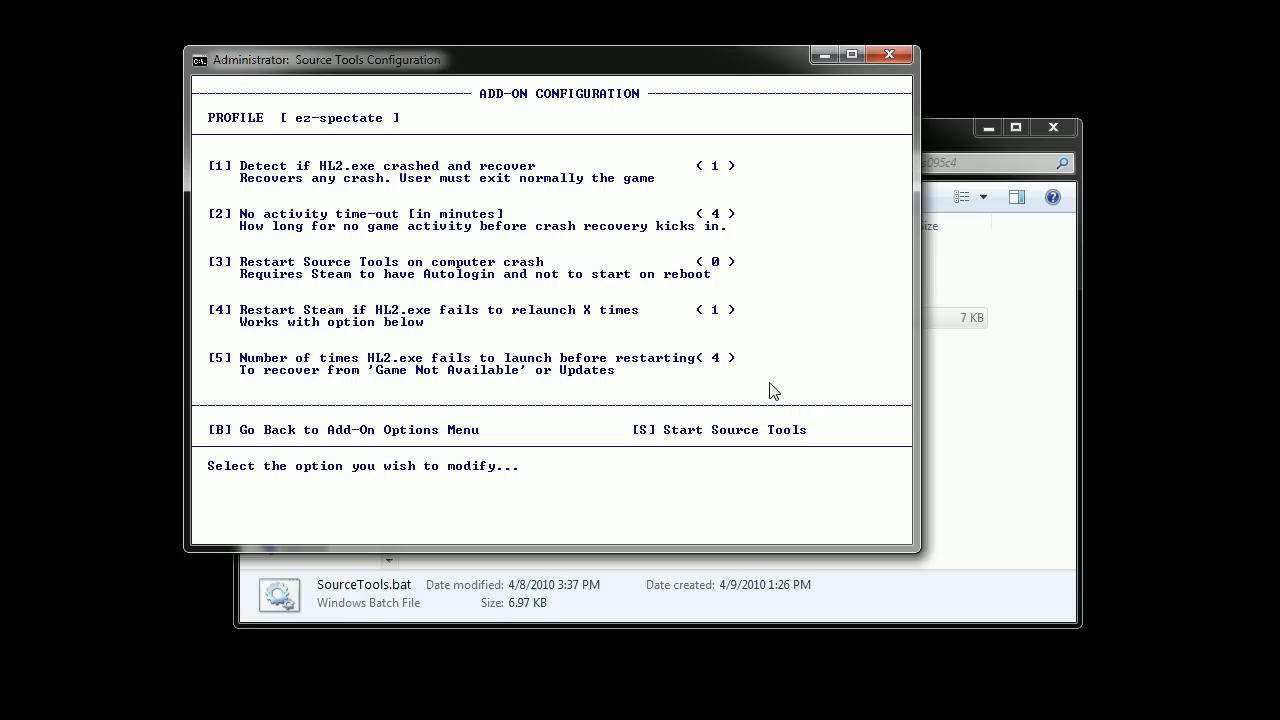 Administrator: Source Tools Configuration
ADD-ON CONFIGURATION
PROFILE [ ez-spectate ]
[1] Detect if HL2.exe crashed and recover ( 1 )
Recovers any crash. User must exit normally the game
[2] No activity time-out [in minutes] ( 4 )
How long for no game activity before crash recovery kicks in.
[3] Restart Source Tools on computer crash ( 0 )
Requires Steam to have Autologin and not to start on reboot
[4] Restart Steam if HL2.exe fails to relaunch X times ( 1 )
Works with option below
[5] Number of times HL2.exe fails to launch before restarting( 4 )
To recover from 'Game Not Available' or Updates
[B] Go Back to Add-On Options Menu [S] Start Source Tools
Select the option you wish to modify...
s095c4
Size
7 KB
SourceTools.bat Date modified: 4/8/2010 3:37 PM Date created: 4/9/2010 1:26 PM
Windows Batch File Size: 6.97 KB